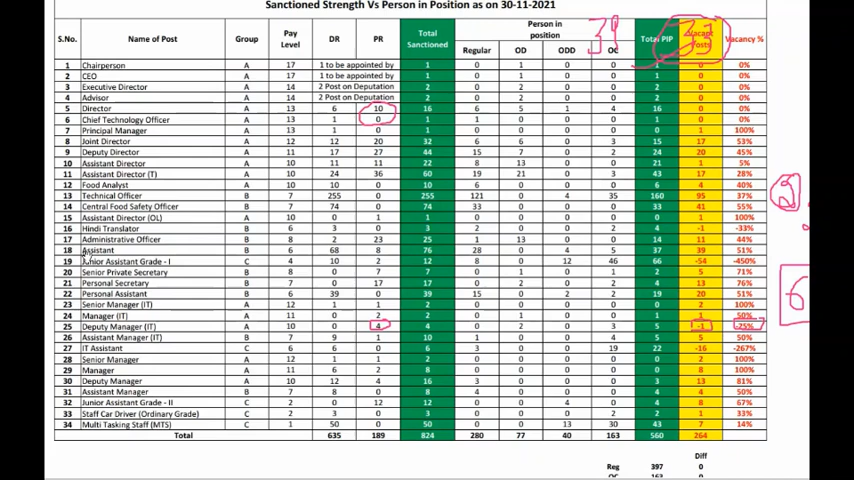 Sanctioned Strength Vs Person in Position as on 30-11-2021
S.No. Name of Post Group Pay Level DR PR Total Sanctioned Person in position Regular OD ODD OC Total PIP Vacant Posts Vacancy %
39 33
1 Chairperson A 17 1 to be appointed by 1 0 1 0 0 1 0 0%
2 CEO A 17 1 to be appointed by 1 0 1 0 0 1 0 0%
3 Executive Director A 14 2 Post on Deputation 2 0 2 0 0 2 0 0%
4 Advisor A 14 2 Post on Deputation 2 0 2 0 0 2 0 0%
5 Director A 13 6 10 16 6 5 1 4 16 0 0%
6 Chief Technology Officer A 13 1 0 1 1 0 0 0 1 0 0%
7 Principal Manager A 13 1 0 1 0 0 0 0 0 1 100%
8 Joint Director A 12 12 20 32 6 6 0 3 15 17 53%
9 Deputy Director A 11 17 27 44 15 7 0 2 24 20 45%
10 Assistant Director A 10 11 11 22 8 13 0 0 21 1 5%
11 Assistant Director (T) A 10 24 36 60 19 21 0 3 43 17 28%
12 Food Analyst A 10 10 0 10 6 0 0 0 6 4 40%
13 Technical Officer B 7 255 0 255 121 4 0 35 160 95 37%
14 Central Food Safety Officer B 7 74 0 74 33 0 0 0 33 41 55%
15 Assistant Director (OL) A 10 0 1 1 0 0 0 0 0 1 100%
16 Hindi Translator B 6 3 0 3 0 0 2 2 4 -1 -33%
17 Administrative Officer B 8 2 23 25 1 13 0 0 14 11 44%
18 Assistant B 6 68 8 76 28 0 4 5 37 39 51%
19 Junior Assistant Grade - I C 4 10 2 12 8 0 12 46 66 -54 -450%
20 Senior Private Secretary B 8 0 7 7 1 2 0 2 5 2 71%
21 Personal Secretary B 7 0 17 17 0 2 0 2 4 13 76%
22 Personal Assistant B 6 39 0 39 15 0 2 2 19 20 51%
23 Senior Manager (IT) A 12 1 1 2 0 0 0 0 0 2 100%
24 Manager (IT) A 11 0 2 2 0 1 0 0 1 1 50%
25 Deputy Manager (IT) A 10 0 4 4 0 2 0 3 5 -1 -25%
26 Assistant Manager (IT) B 7 9 1 10 1 0 0 4 5 5 50%
27 IT Assistant C 6 6 0 6 3 0 0 19 22 -16 -267%
28 Senior Manager A 12 1 1 2 0 0 0 0 0 2 100%
29 Manager A 11 6 2 8 0 0 0 0 0 8 100%
30 Deputy Manager A 10 12 4 16 3 0 0 0 3 13 81%
31 Assistant Manager B 7 8 0 8 4 0 0 0 4 4 50%
32 Junior Assistant Grade - II C 2 0 12 12 0 0 4 0 4 8 67%
33 Staff Car Driver (Ordinary Grade) C 2 3 0 3 0 0 0 2 2 1 33%
34 Multi Tasking Staff (MTS) C 1 50 0 50 0 0 13 30 43 7 14%
Total 635 189 824 280 77 40 163 560 264
6
Diff
Reg 397 0